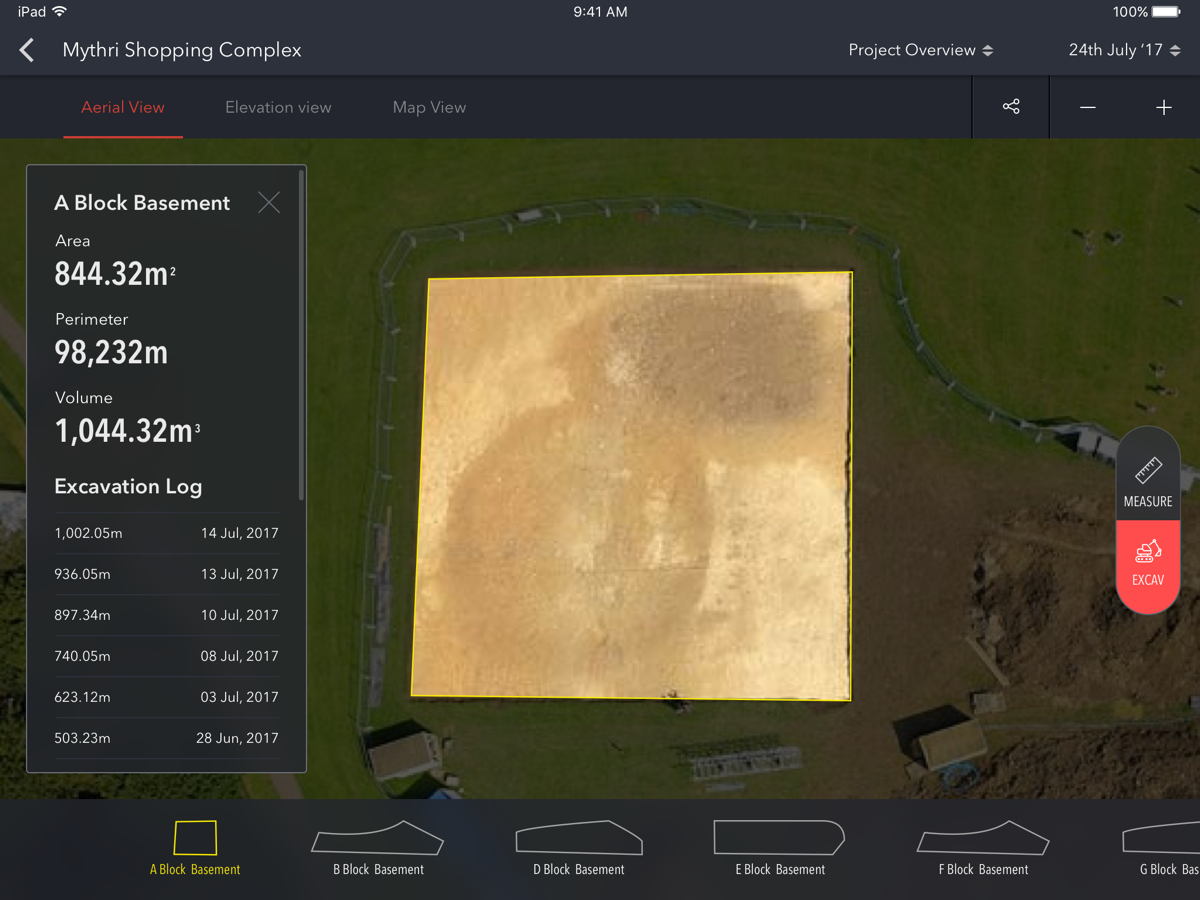 iPad 9:41 AM 100%
Mythri Shopping Complex Project Overview 24th July ‘17
Aerial View Elevation view Map View
A Block Basement
Area
844.32m²
Perimeter
98,232m
Volume
1,044.32m³
Excavation Log
1,002.05m 14 Jul, 2017
936.05m 13 Jul, 2017
897.34m 10 Jul, 2017
740.05m 08 Jul, 2017
623.12m 03 Jul, 2017
503.23m 28 Jun, 2017
MEASURE
EXCAV
A Block Basement B Block Basement D Block Basement E Block Basement F Block Basement G Block Bas